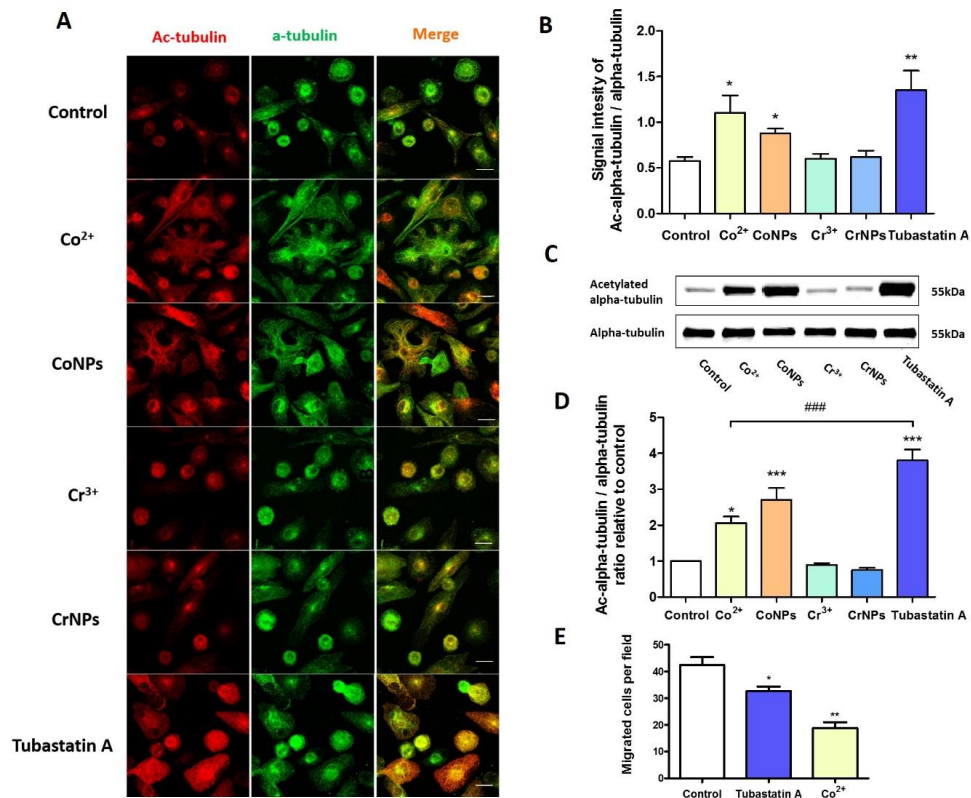 A
Ac-tubulin a-tubulin Merge
Control
Co2+
CoNPs
Cr3+
CrNPs
Tubastatin A
B
Signial intesity of
Ac-alpha-tubulin / alpha-tubulin
2.0
1.5
1.0
0.5
0.0
*
*
**
Control Co2+ CoNPs Cr3+ CrNPs Tubastatin A
C
Acetylated
alpha-tubulin
55kDa
Alpha-tubulin
55kDa
Control Co2+ CoNPs Cr3+ CrNPs Tubastatin A
D
Ac-alpha-tubulin / alpha-tubulin
ratio relative to control
5
4
3
2
1
0
###
*
***
***
Control Co2+ CoNPs Cr3+ CrNPs Tubastatin A
E
Migrated cells per field
50
40
30
20
10
0
*
**
Control Tubastatin A Co2+